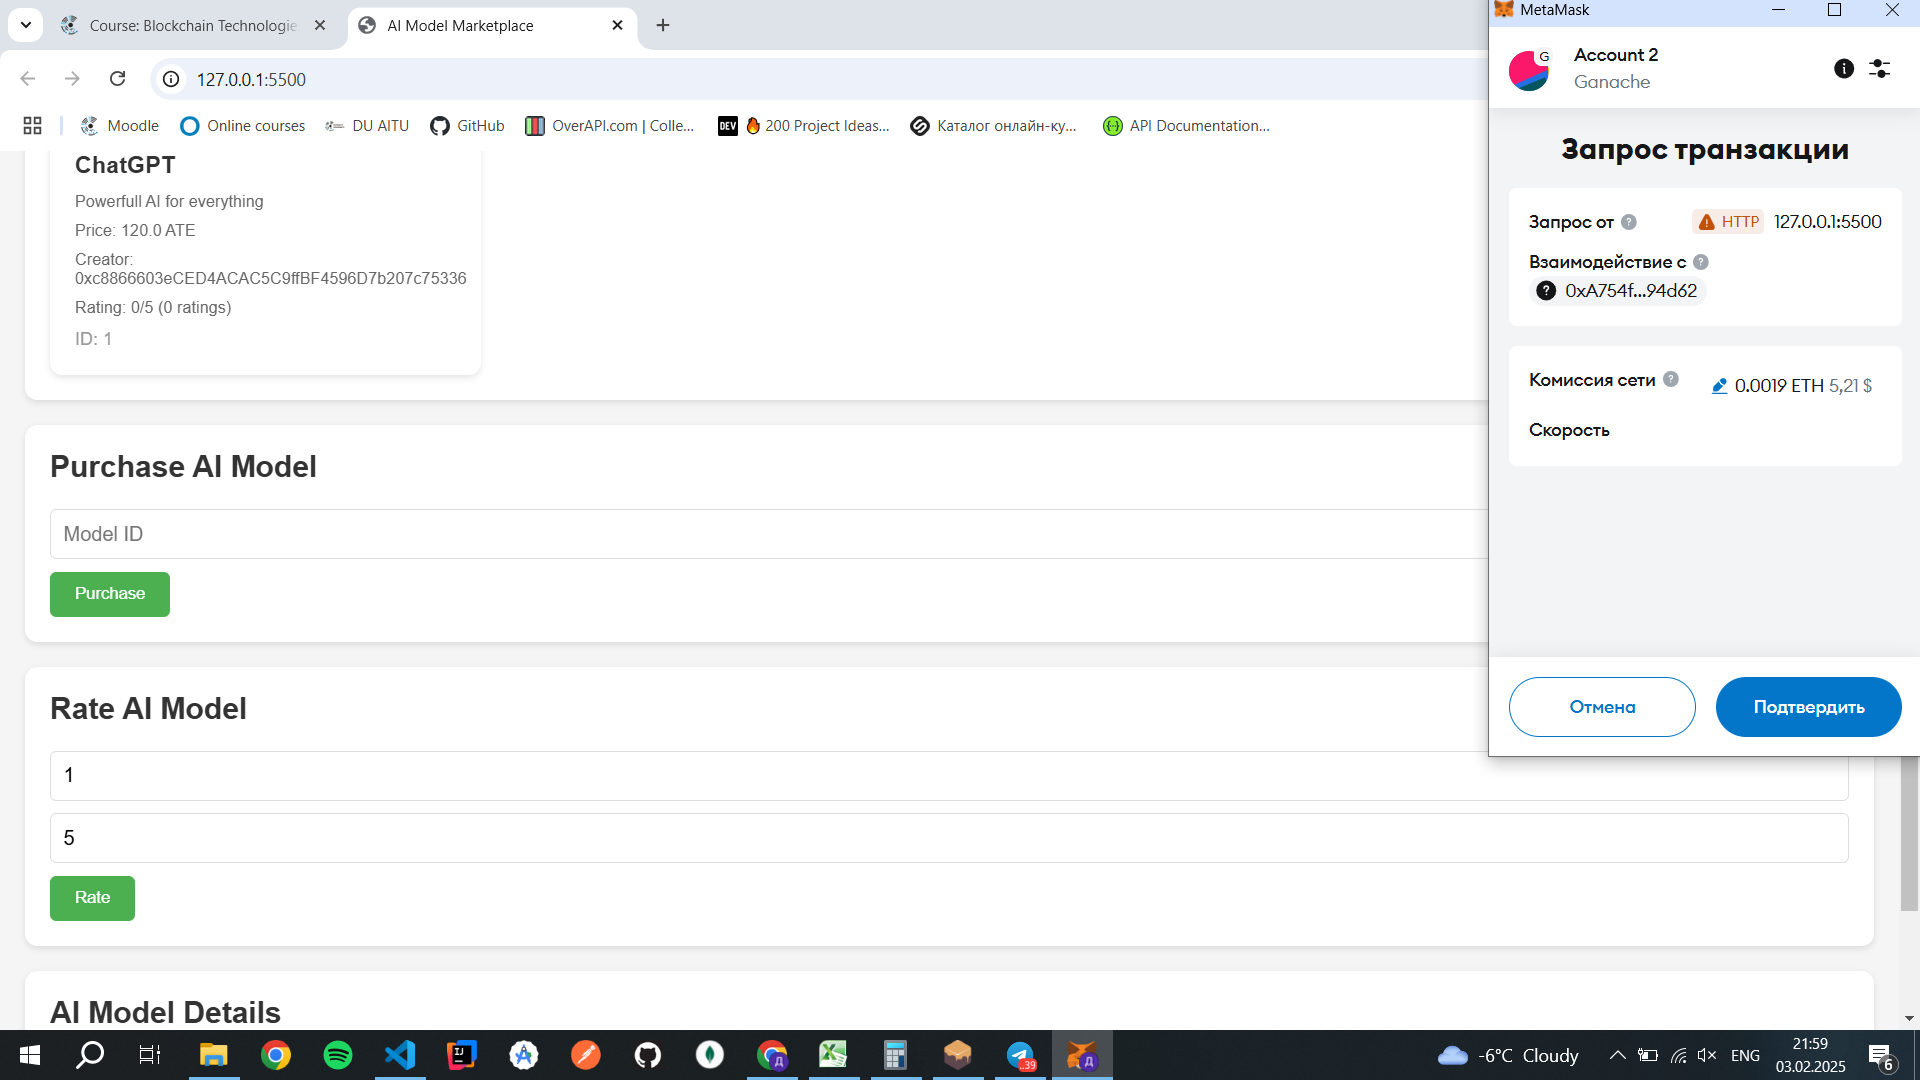 Course: Blockchain Technologie
AI Model Marketplace
127.0.0.1:5500
Moodle
Online courses
DU AITU
GitHub
OverAPI.com | Colle...
DEV
200 Project Ideas...
Каталог онлайн-ку...
API Documentation...
ChatGPT
Powerfull AI for everything
Price: 120.0 ATE
Creator:
0xc8866603eCED4ACAC5C9ffBF4596D7b207c75336
Rating: 0/5 (0 ratings)
ID: 1
Purchase AI Model
Model ID
Purchase
Rate AI Model
1
5
Rate
AI Model Details
MetaMask
G
Account 2
Ganache
Запрос транзакции
Запрос от
HTTP
127.0.0.1:5500
Взаимодействие с
0xA754f...94d62
Комиссия сети
0.0019 ETH 5,21 $
Скорость
Отмена
Подтвердить
-6°C Cloudy
ENG
21:59
03.02.2025
6
..39